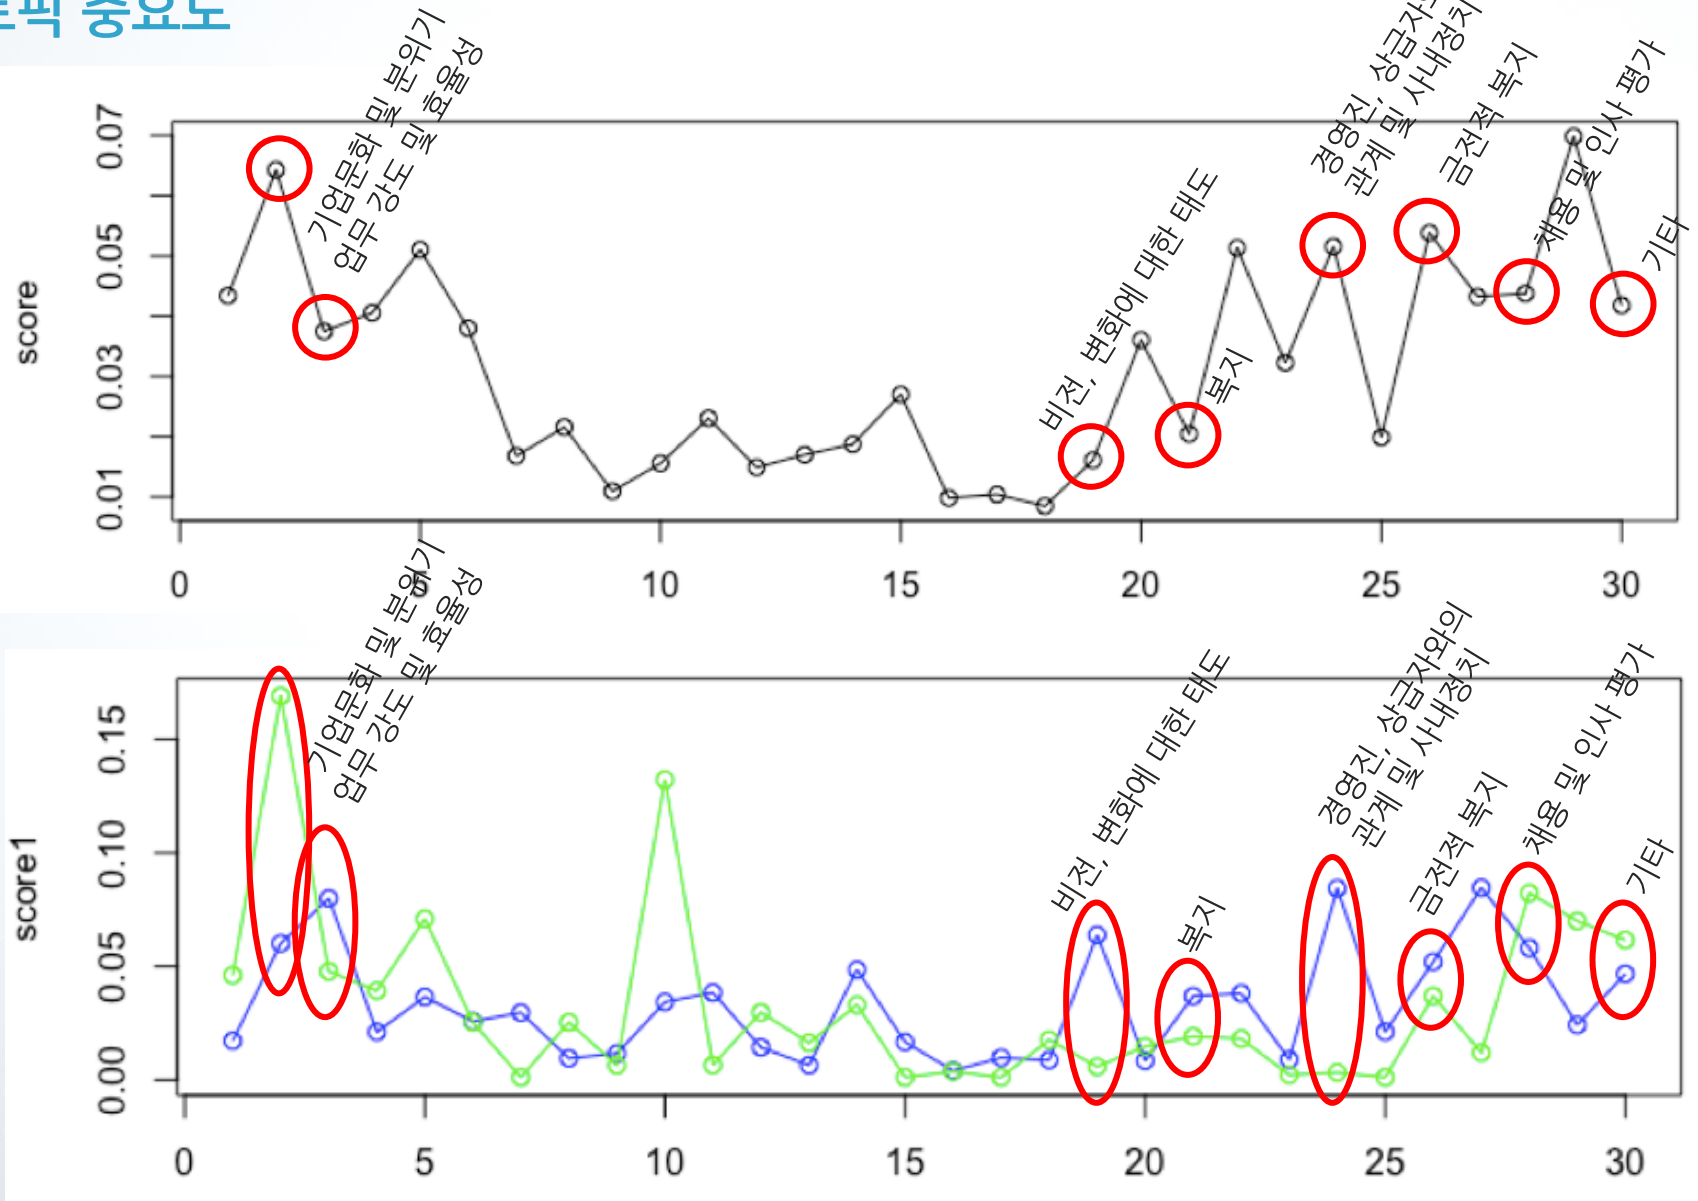 토픽 중요도
기업문화 및 분위기
업무 강도 및 효율성
비전, 변화에 대한 태도
복지
경영진, 상급자
관계 및 사내정치
금전적 복지
채용 및 인사 평가
기타
score
0.07
0.05
0.03
0.01
0 5 10 15 20 25 30
기업문화 및 분위기
업무 강도 및 효율성
비전, 변화에 대한 태도
복지
경영진, 상급자와의
관계 및 사내정치
금전적 복지
채용 및 인사 평가
기타
score1
0.15
0.10
0.05
0.00
0 5 10 15 20 25 30